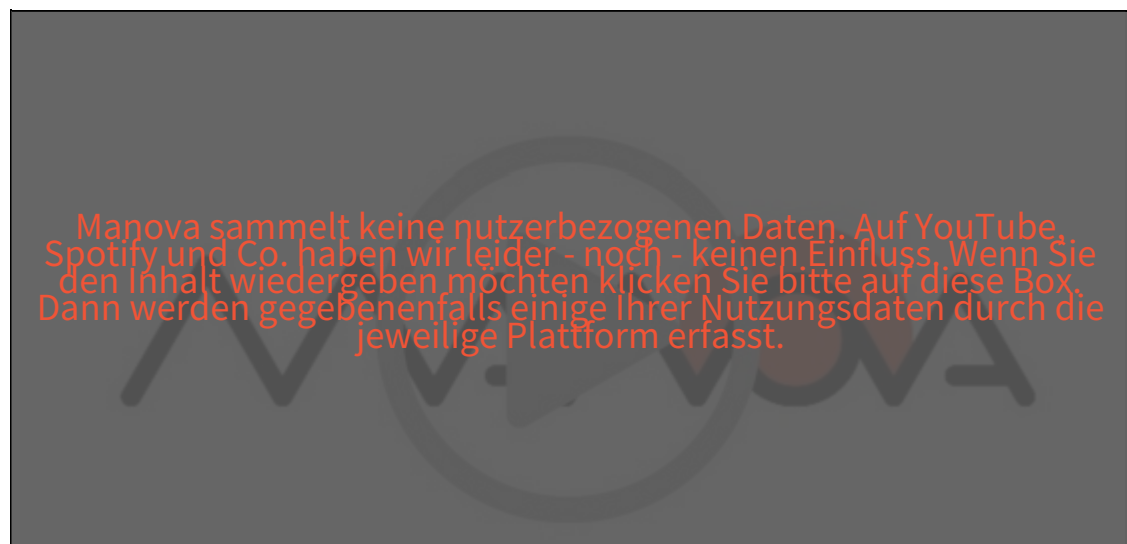 Manova sammelt keine nutzerbezogenen Daten. Auf YouTube,
Spotify und Co. haben wir leider - noch - keinen Einfluss. Wenn Sie
den Inhalt wiedergeben möchten klicken Sie bitte auf diese Box.
Dann werden gegebenenfalls einige Ihrer Nutzungsdaten durch die
jeweilige Plattform erfasst.
MANOVA